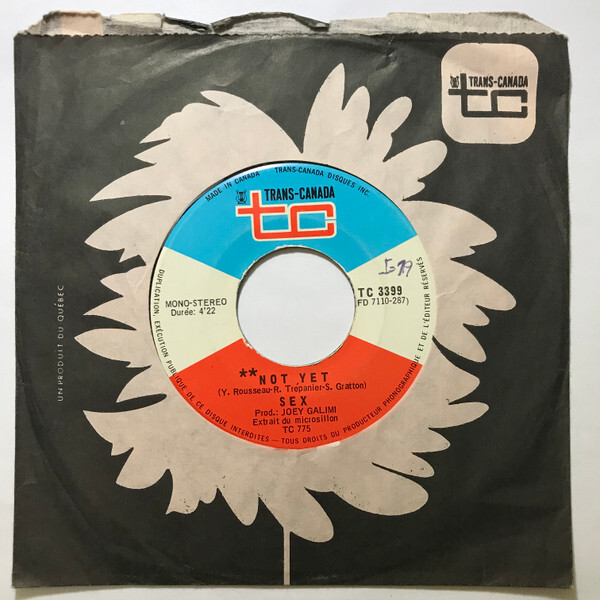 TRANS-CANADA
tc
MADE IN CANADA TRANS-CANADA DISQUES INC.
TRANS-CANADA
tc
MONO-STEREO
Durée: 4'22
TC 3399
(FD 7110-287)
**NOT YET
(Y. Rousseau-R. Trépanier-S. Gratton)
SEX
Prod.: JOEY GALIMI
Extrait du microsillon
TC 775
DUPLICATION, EXÉCUTION PUBLIQUE DE CE DISQUE INTERDITES — TOUS DROITS DU PRODUCTEUR PHONOGRAPHIQUE ET DE L'ÉDITEUR RÉSERVÉS
UN PRODUIT DU QUÉBEC